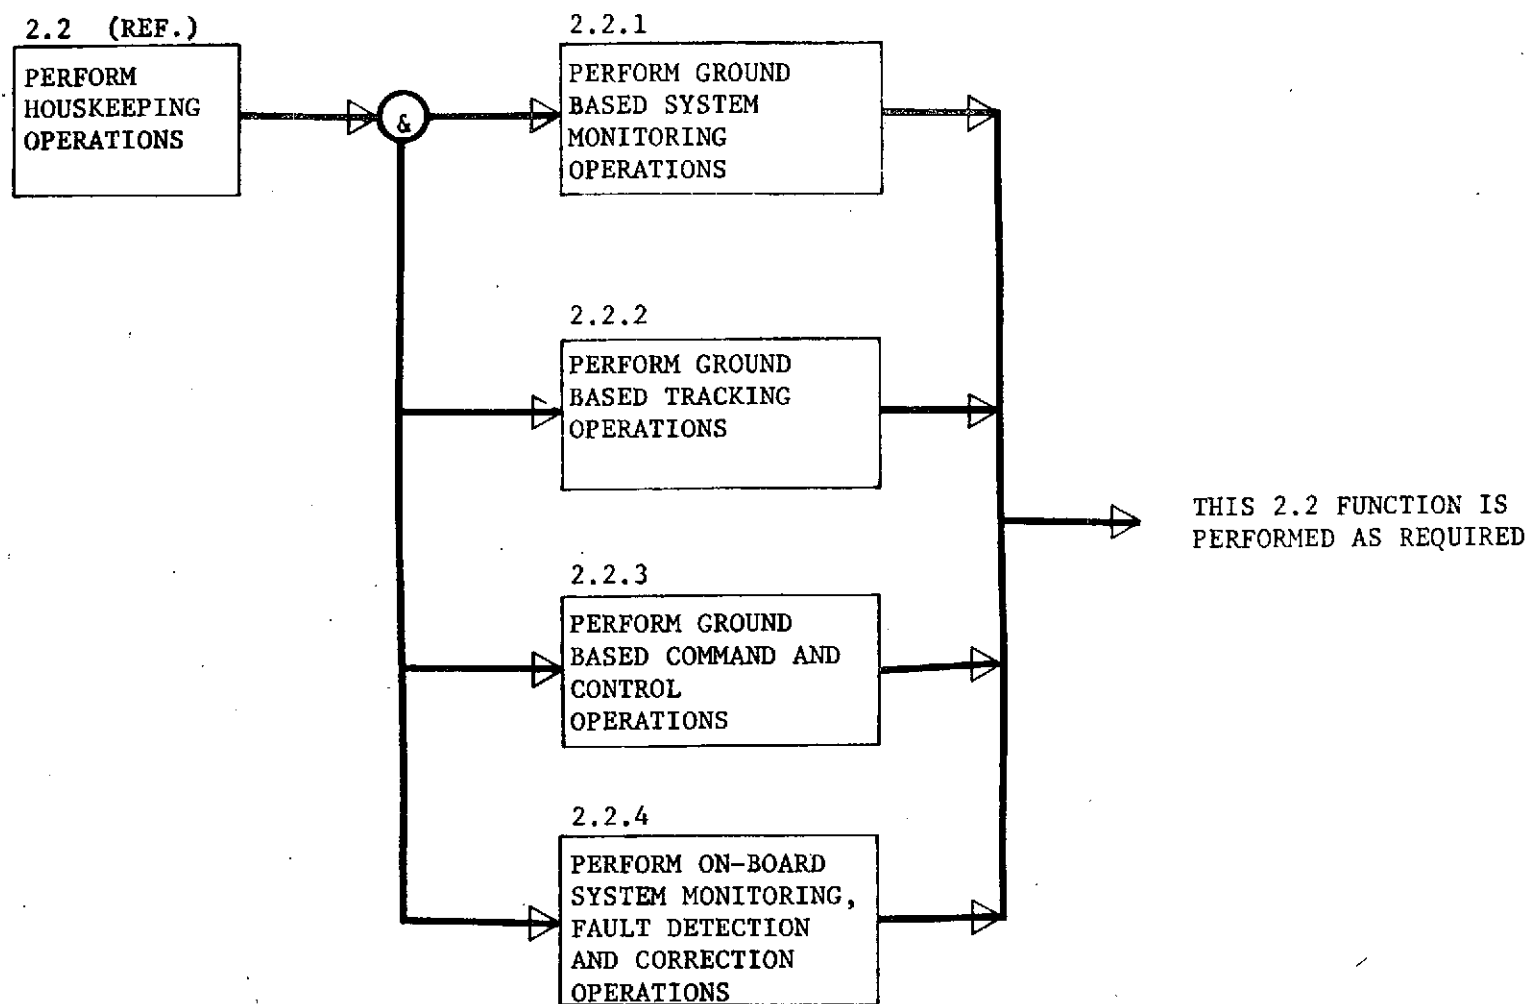 2.2 (REF.)
PERFORM
HOUSKEEPING
OPERATIONS
&
2.2.1
PERFORM GROUND
BASED SYSTEM
MONITORING
OPERATIONS
2.2.2
PERFORM GROUND
BASED TRACKING
OPERATIONS
THIS 2.2 FUNCTION IS
PERFORMED AS REQUIRED
2.2.3
PERFORM GROUND
BASED COMMAND AND
CONTROL
OPERATIONS
2.2.4
PERFORM ON-BOARD
SYSTEM MONITORING,
FAULT DETECTION
AND CORRECTION
OPERATIONS